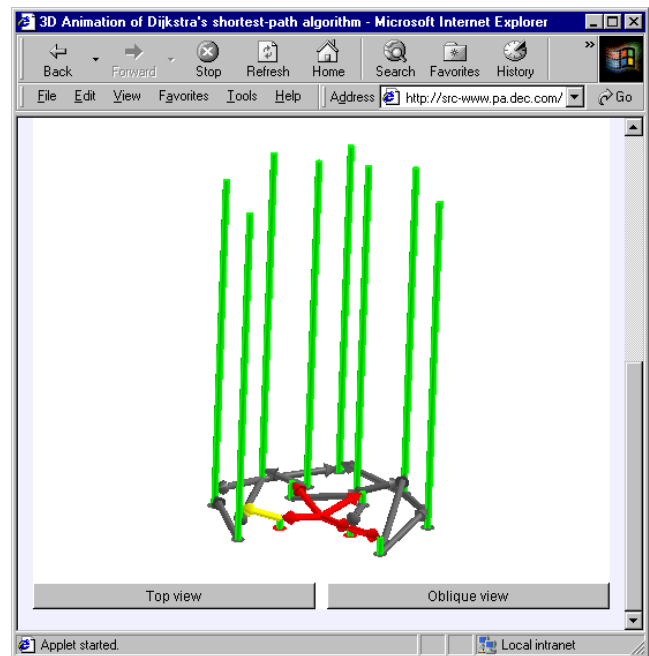 3D Animation of Dijkstra's shortest-path algorithm - Microsoft Internet Explorer
Back Forward Stop Refresh Home Search Favorites History »
File Edit View Favorites Tools Help Address http://src-www.pa.dec.com/ Go
Top view Oblique view
Applet started. Local intranet